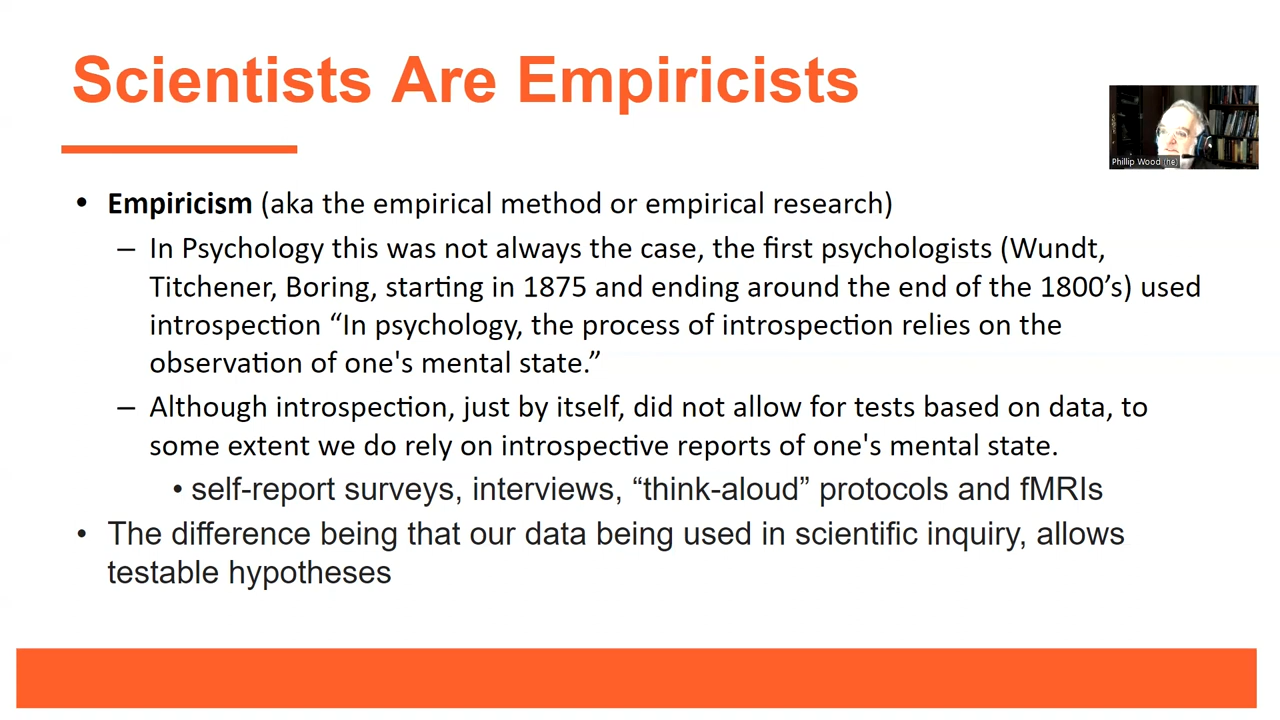 Scientists Are Empiricists
Phillip Wood (he)
• Empiricism (aka the empirical method or empirical research)
– In Psychology this was not always the case, the first psychologists (Wundt,
Titchener, Boring, starting in 1875 and ending around the end of the 1800’s) used
introspection “In psychology, the process of introspection relies on the
observation of one's mental state.”
– Although introspection, just by itself, did not allow for tests based on data, to
some extent we do rely on introspective reports of one's mental state.
• self-report surveys, interviews, “think-aloud” protocols and fMRIs
• The difference being that our data being used in scientific inquiry, allows
testable hypotheses